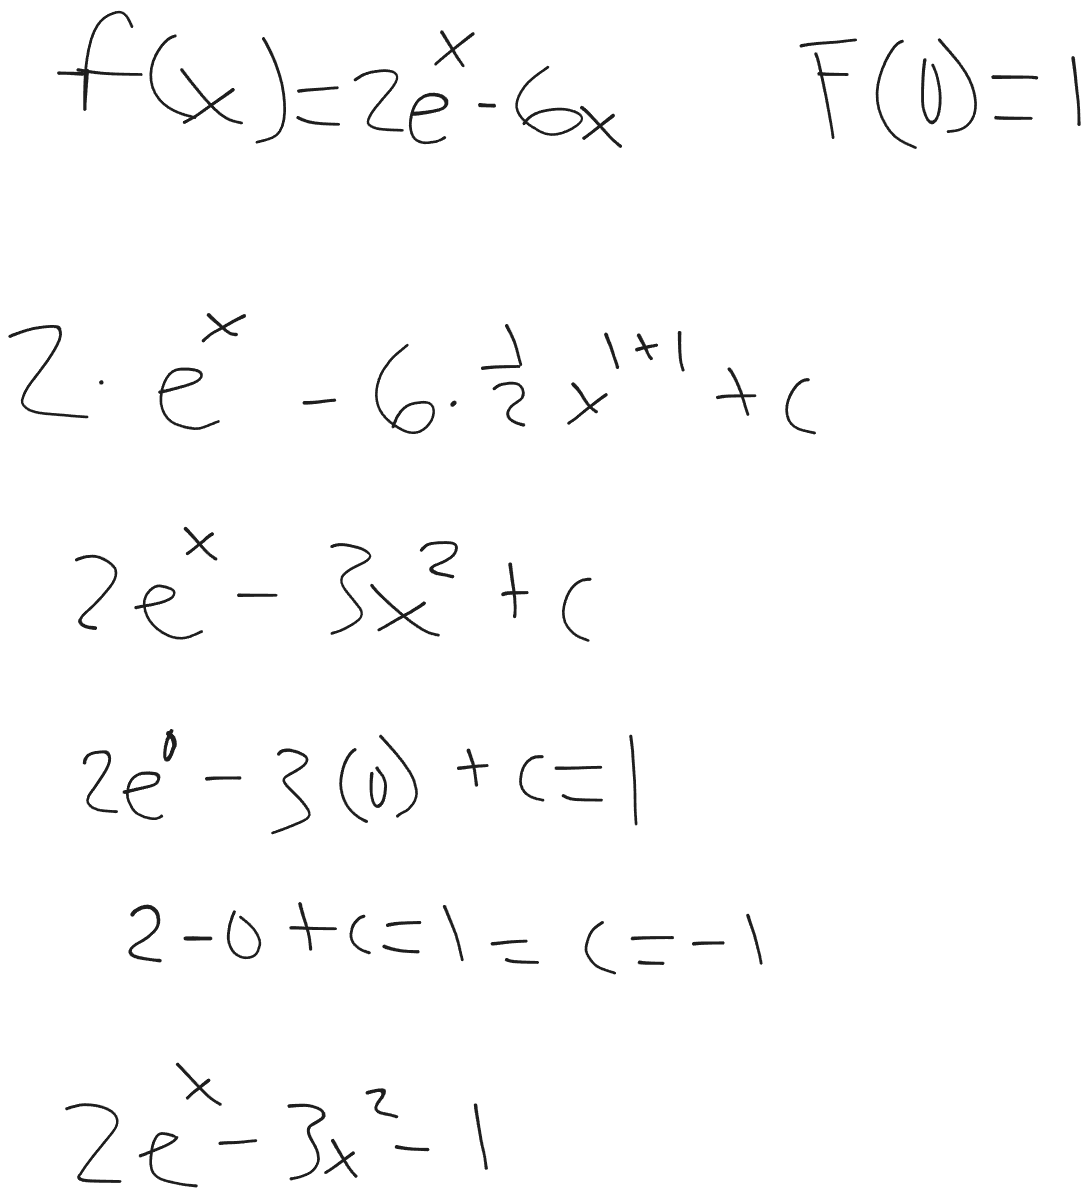 f(x)=2e^x-6x F(0)=1
2·e^x-6·1/2x^{1+1}+c
2e^x-3x^2+c
2e^0-3(0)+c=1
2-0+c=1=c=-1
2e^x-3x^2-1